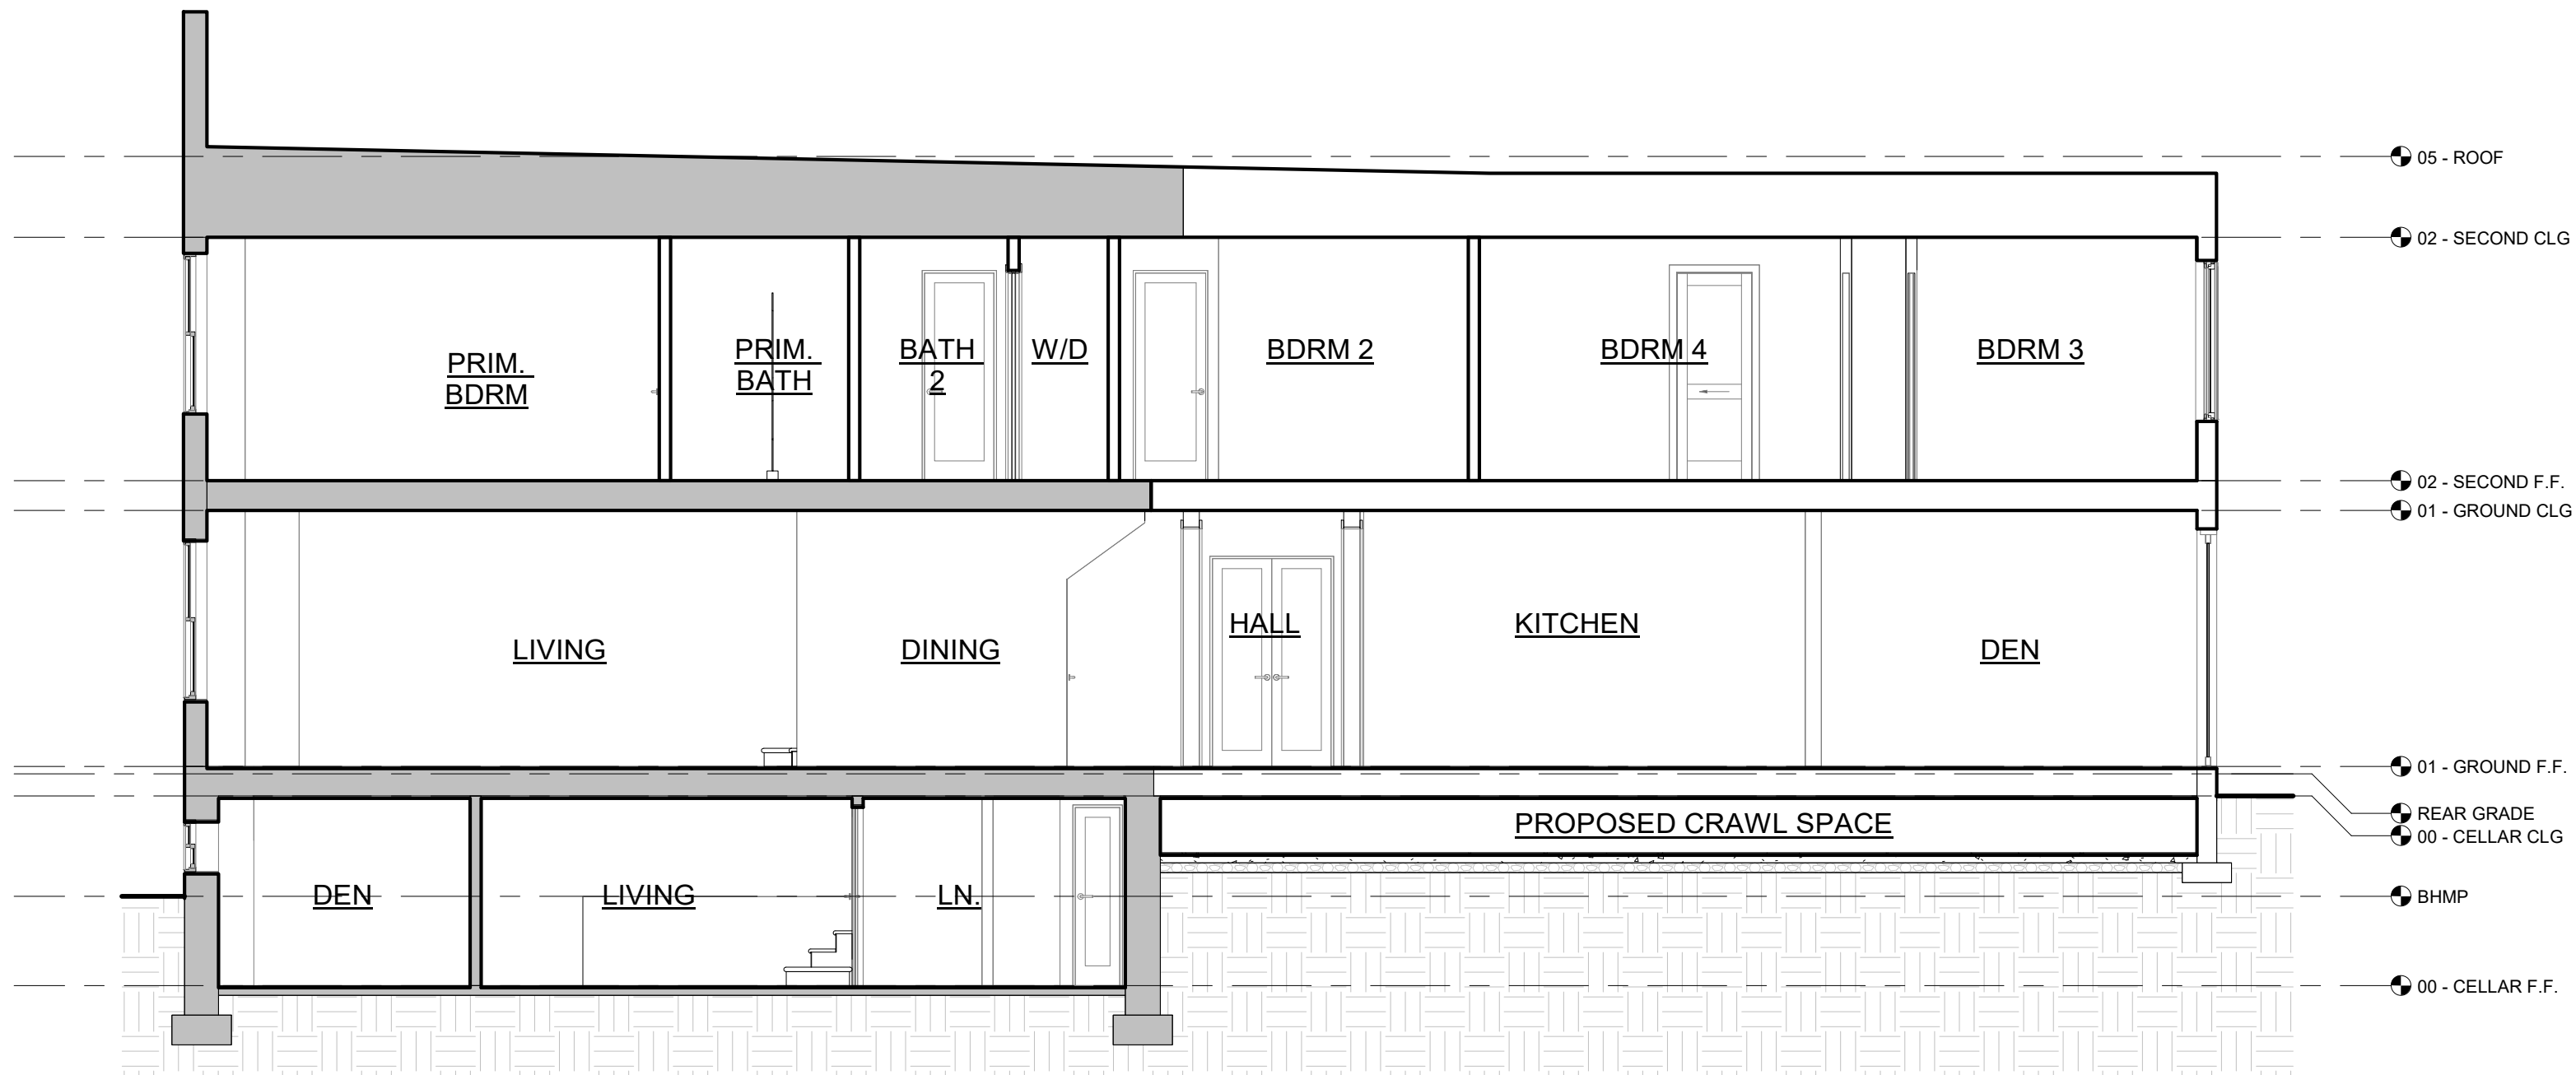 05 - ROOF
02 - SECOND CLG
PRIM.
BDRM
PRIM.
BATH
BATH
2
W/D
BDRM 2
BDRM 4
BDRM 3
02 - SECOND F.F.
01 - GROUND CLG
LIVING
DINING
HALL
KITCHEN
DEN
01 - GROUND F.F.
REAR GRADE
00 - CELLAR CLG
PROPOSED CRAWL SPACE
DEN
LIVING
LN.
BHMP
00 - CELLAR F.F.